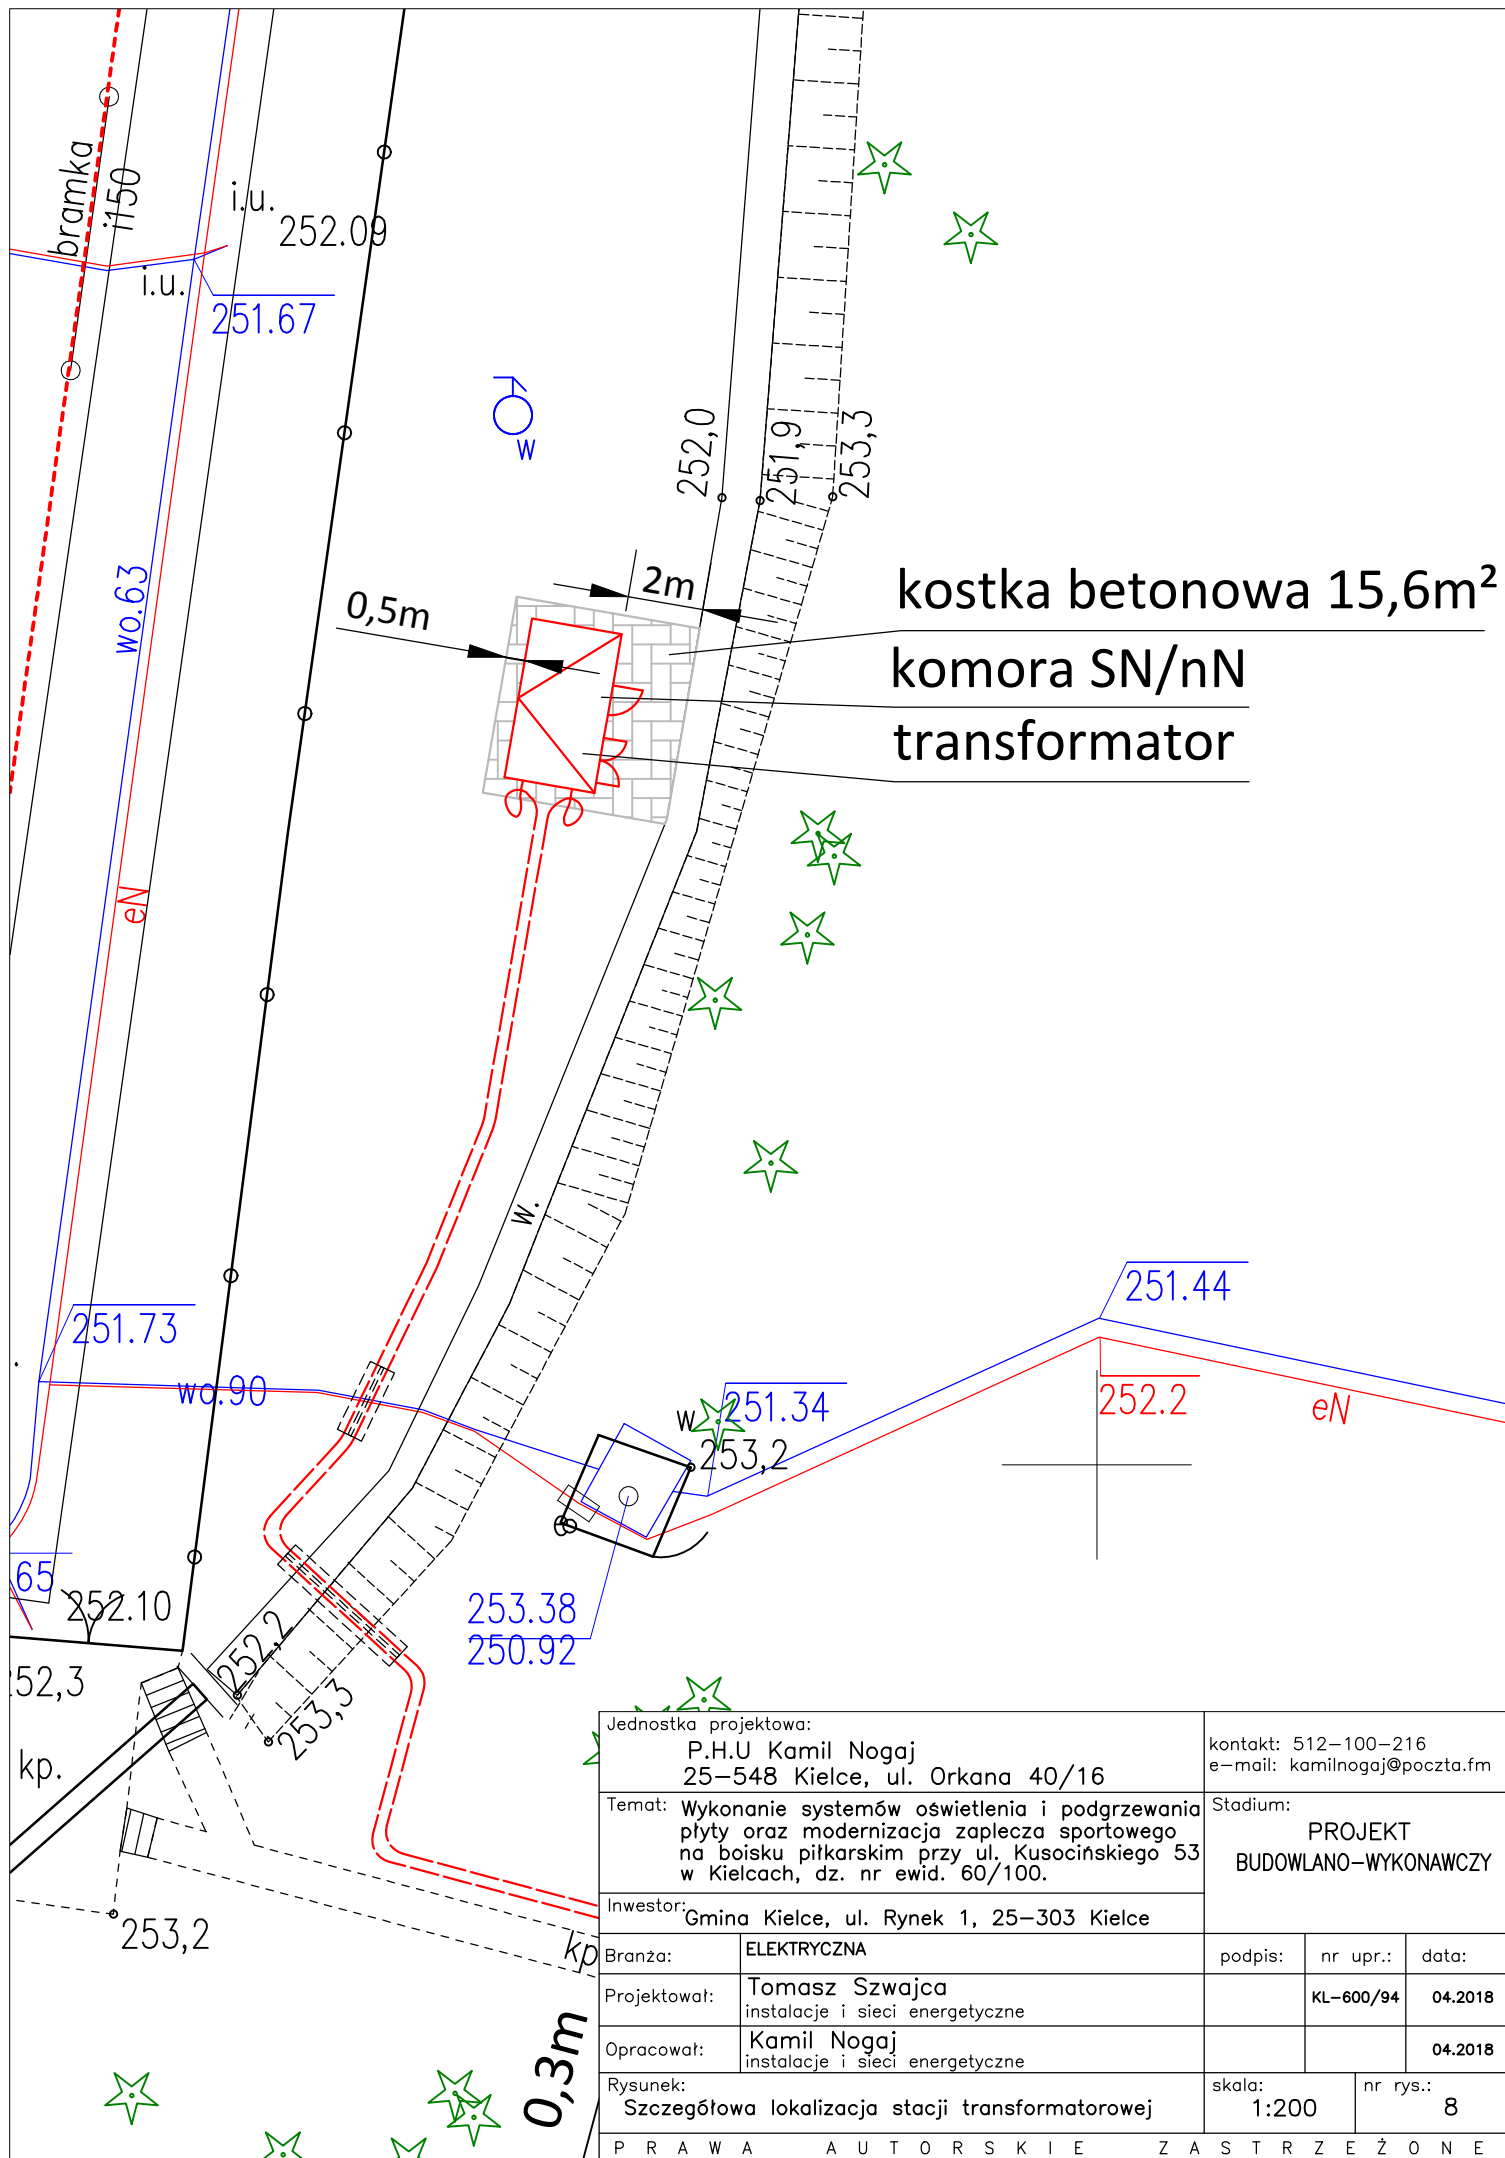 bramka
i150
i.u.
252.09
i.u.
251.67
W
252,0
251,9
253,3
wo.63
0,5m
2m
kostka betonowa 15,6m²
komora SN/nN
transformator
eN
w.
251.73
wo.90
251.44
252.2
eN
251.34
W
253,2
65
252.10
253.38
250.92
252,2
253,3
52,3
kp.
253,2
kp
0,3m
Jednostka projektowa:
P.H.U Kamil Nogaj
25-548 Kielce, ul. Orkana 40/16
kontakt: 512-100-216
e-mail: kamilnogaj@poczta.fm
Temat: Wykonanie systemów oświetlenia i podgrzewania
płyty oraz modernizacja zaplecza sportowego
na boisku piłkarskim przy ul. Kusocińskiego 53
w Kielcach, dz. nr ewid. 60/100.
Stadium:
PROJEKT
BUDOWLANO-WYKONAWCZY
Inwestor: Gmina Kielce, ul. Rynek 1, 25-303 Kielce
Branża: ELEKTRYCZNA podpis: nr upr.: data:
Projektował: Tomasz Szwajca
instalacje i sieci energetyczne
KL-600/94 04.2018
Opracował: Kamil Nogaj
instalacje i sieci energetyczne
04.2018
Rysunek:
Szczegółowa lokalizacja stacji transformatorowej
skala:
1:200
nr rys.:
8
PRAWA AUTORSKIE ZASTRZEŻONE